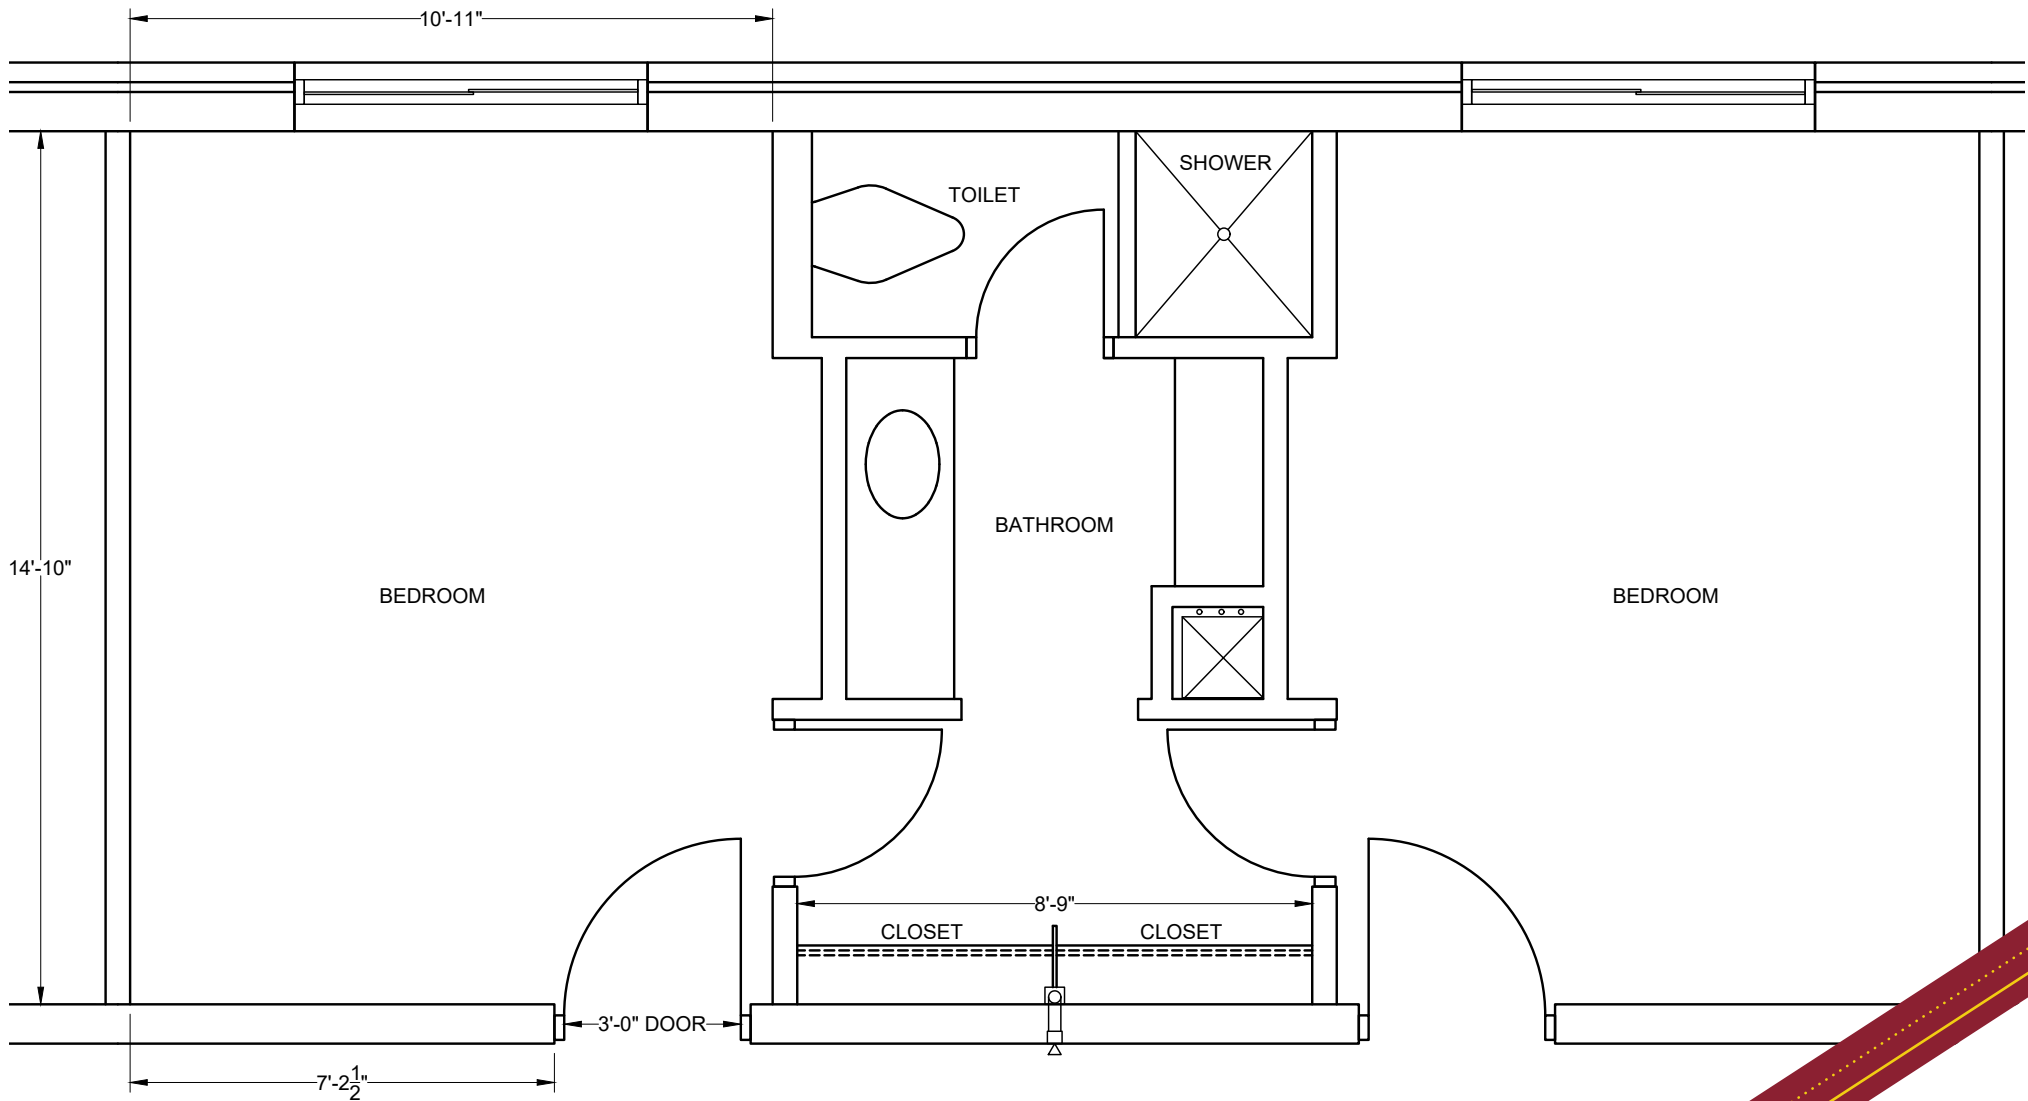 10'-11"
SHOWER
TOILET
BATHROOM
14'-10"
BEDROOM
BEDROOM
8'-9"
CLOSET
CLOSET
3'-0" DOOR
7'-2 1/2"